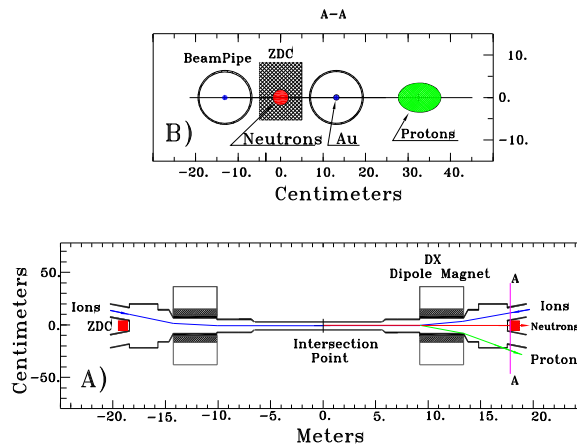 A-A
BeamPipe
ZDC
10.
0.
-10.
B)
Neutrons
Au
Protons
-20.
-10.
0.
10.
20.
30.
40.
Centimeters
DX
Dipole Magnet
A
50.
0.
-50.
Centimeters
Ions
ZDC
Ions
Neutrons
Intersection
Point
Proton
A)
A
-20.
-15.
-10.
-5.
0.
5.
10.
15.
20.
Meters